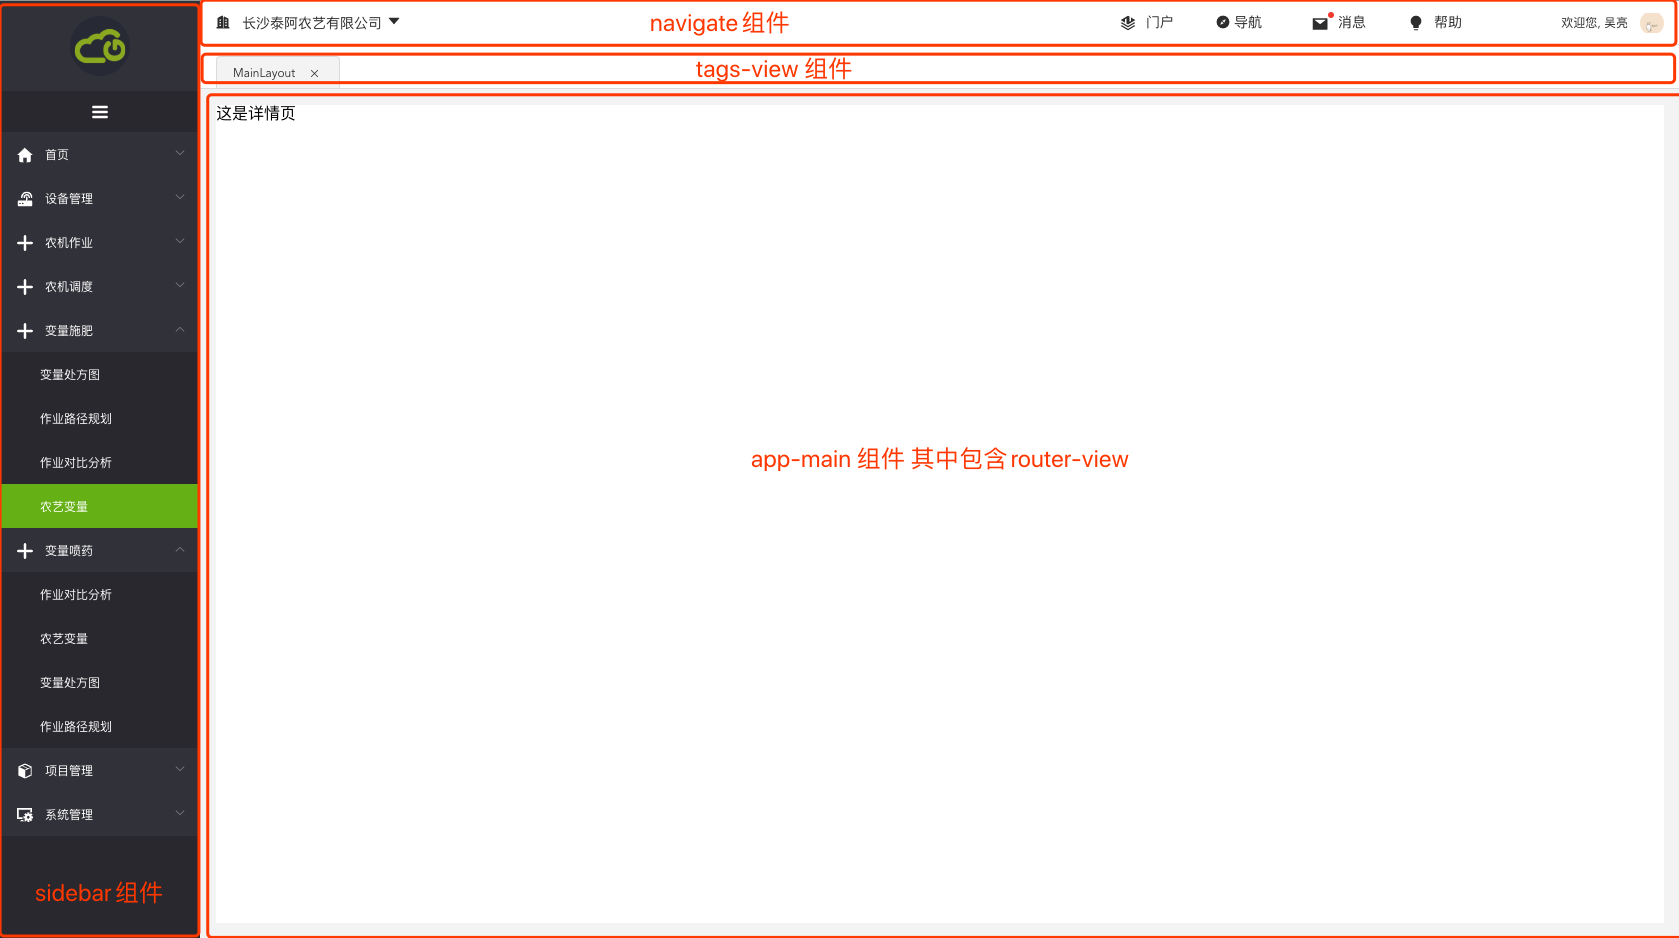 长沙泰阿农艺有限公司
navigate 组件
门户
导航
消息
帮助
欢迎您, 吴亮
MainLayout
tags-view 组件
首页
设备管理
农机作业
农机调度
变量施肥
变量处方图
作业路径规划
作业对比分析
农艺变量
变量喷药
作业对比分析
农艺变量
变量处方图
作业路径规划
项目管理
系统管理
sidebar 组件
这是详情页
app-main 组件 其中包含 router-view